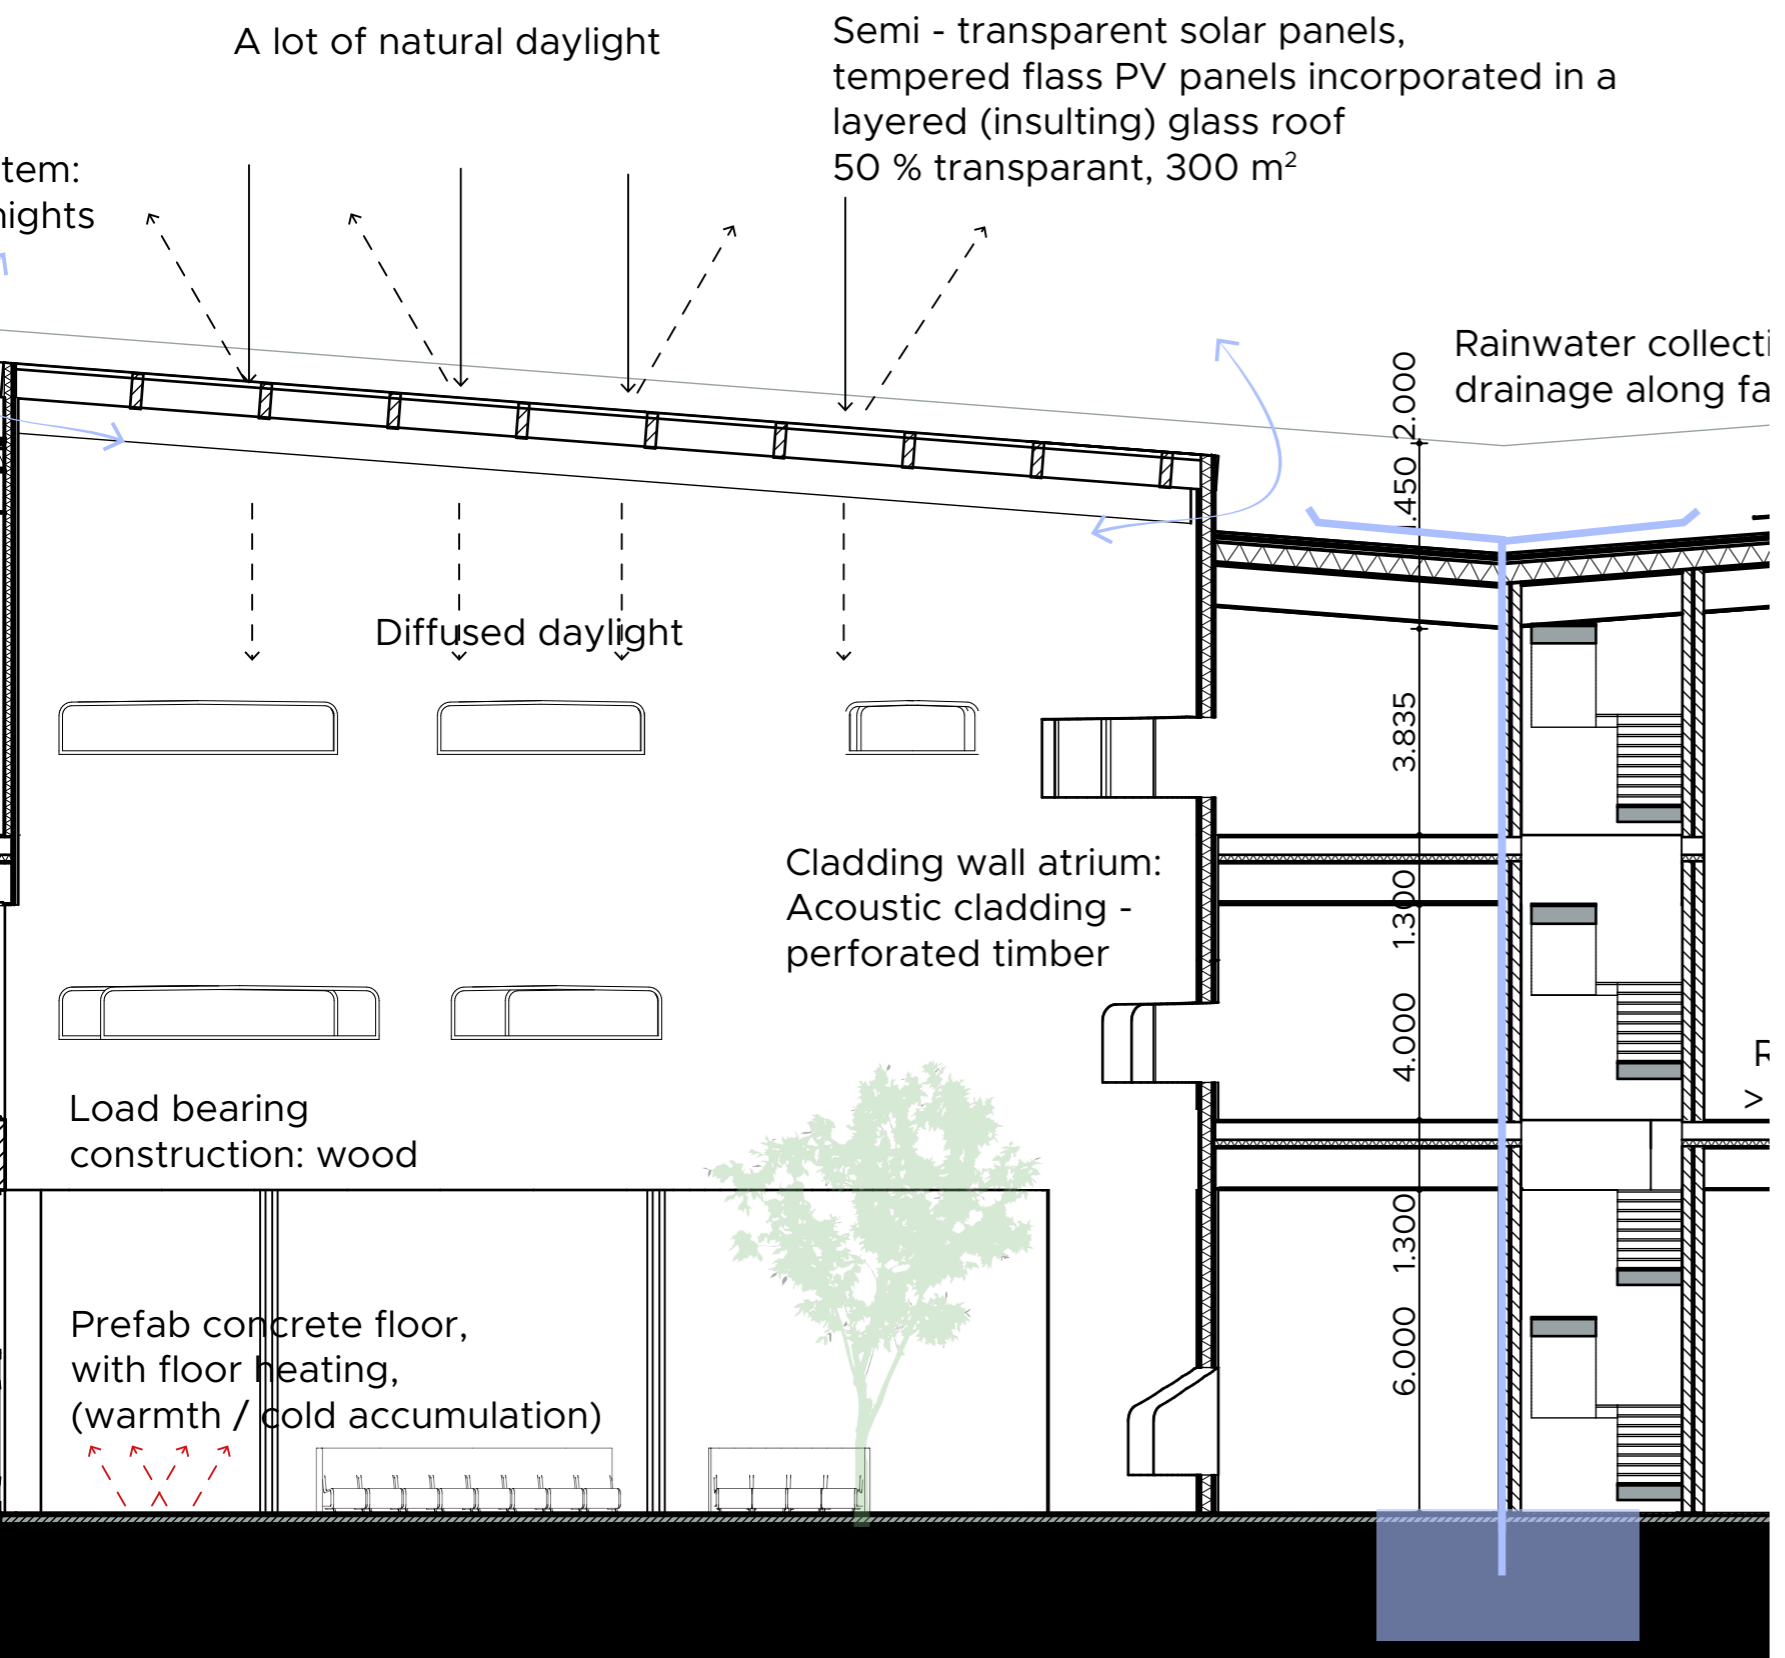 A lot of natural daylight
Semi - transparent solar panels,
tempered flass PV panels incorporated in a
layered (insulting) glass roof
50 % transparant, 300 m²
tem:
nights
Rainwater collecti
drainage along fa
2.000
.450
Diffused daylight
3.835
Cladding wall atrium:
Acoustic cladding -
perforated timber
1.300
4.000
Load bearing
construction: wood
R
>
1.300
Prefab concrete floor,
with floor heating,
(warmth / cold accumulation)
6.000